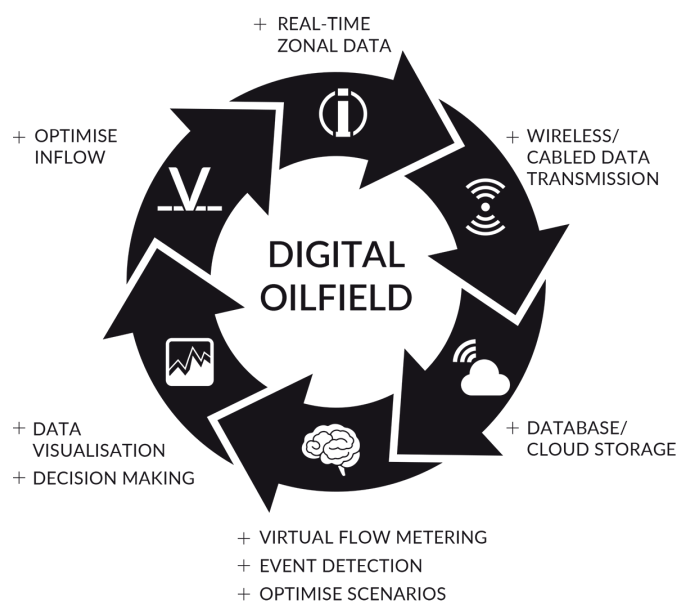 + REAL-TIME
ZONAL DATA
+ WIRELESS/
CABLED DATA
TRANSMISSION
+ DATABASE/
CLOUD STORAGE
+ VIRTUAL FLOW METERING
+ EVENT DETECTION
+ OPTIMISE SCENARIOS
+ DATA
VISUALISATION
+ DECISION MAKING
+ OPTIMISE
INFLOW
DIGITAL
OILFIELD